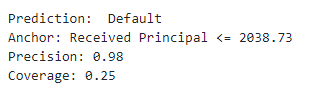 Prediction:  Default
Anchor: Received Principal <= 2038.73
Precision: 0.98
Coverage: 0.25